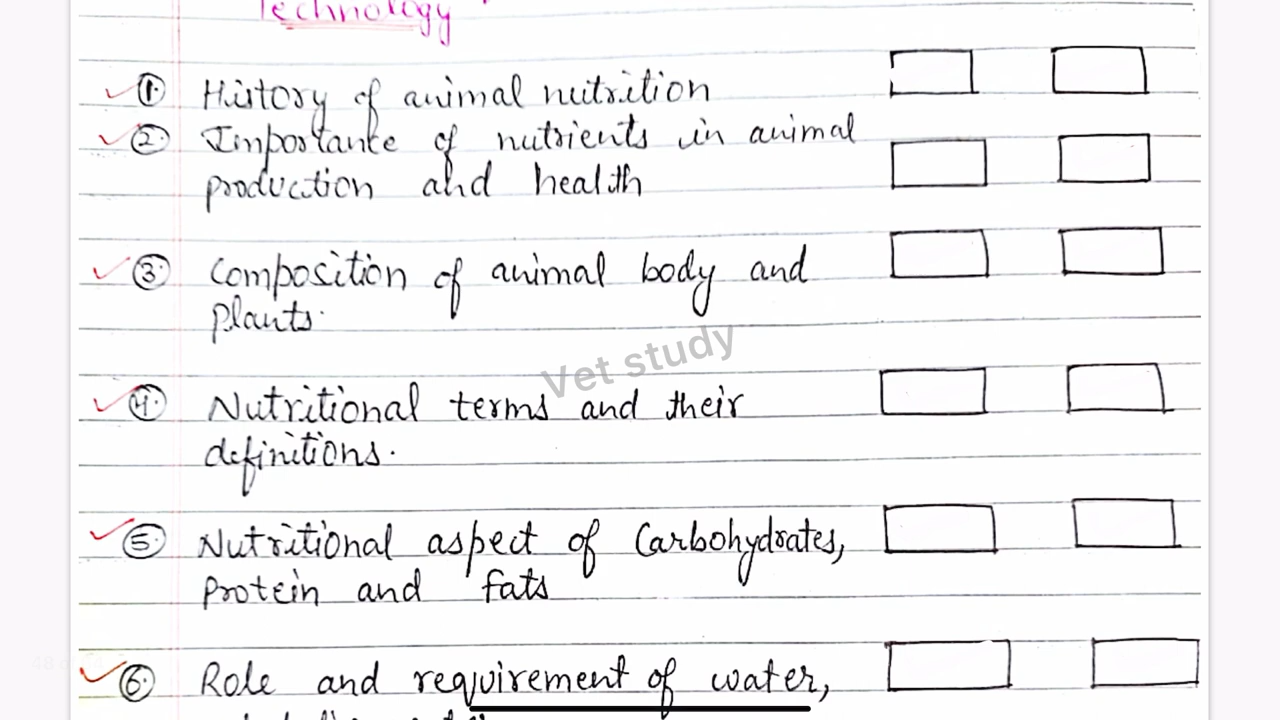 Technology
1. History of animal nutrition
2. Importante of nutrients in animal
production and health
3. Composition of animal body and
plants.
Vet study
4. Nutritional terms and their
definitions.
5. Nutritional aspect of Carbohydrates,
protein and fats
6. Role and requirement of water,